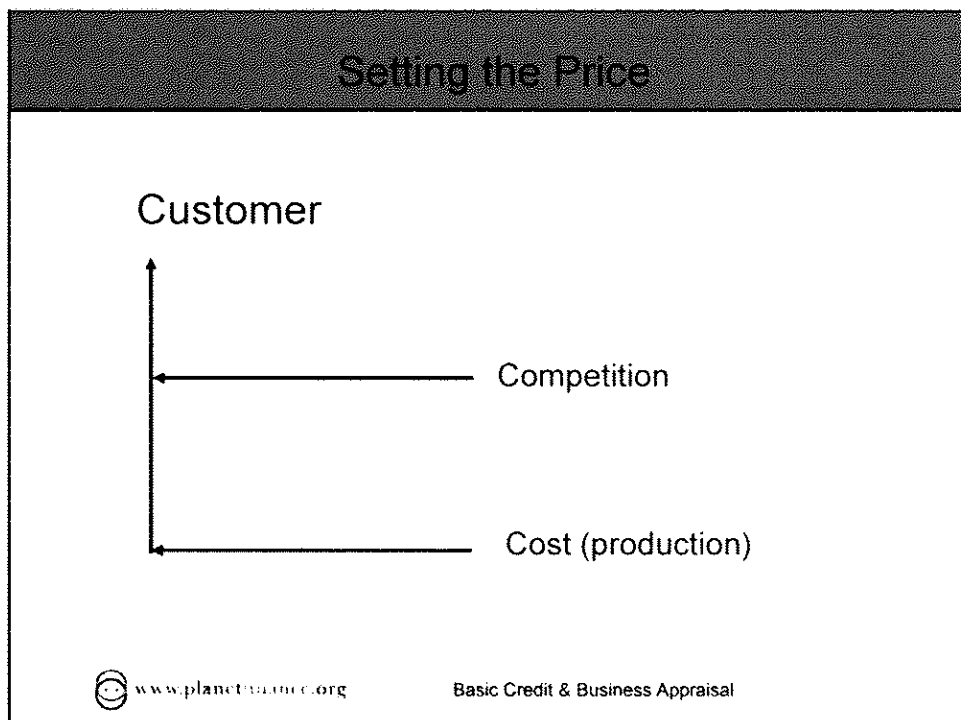 Setting the Price
Customer
Competition
Cost (production)
Basic Credit & Business Appraisal